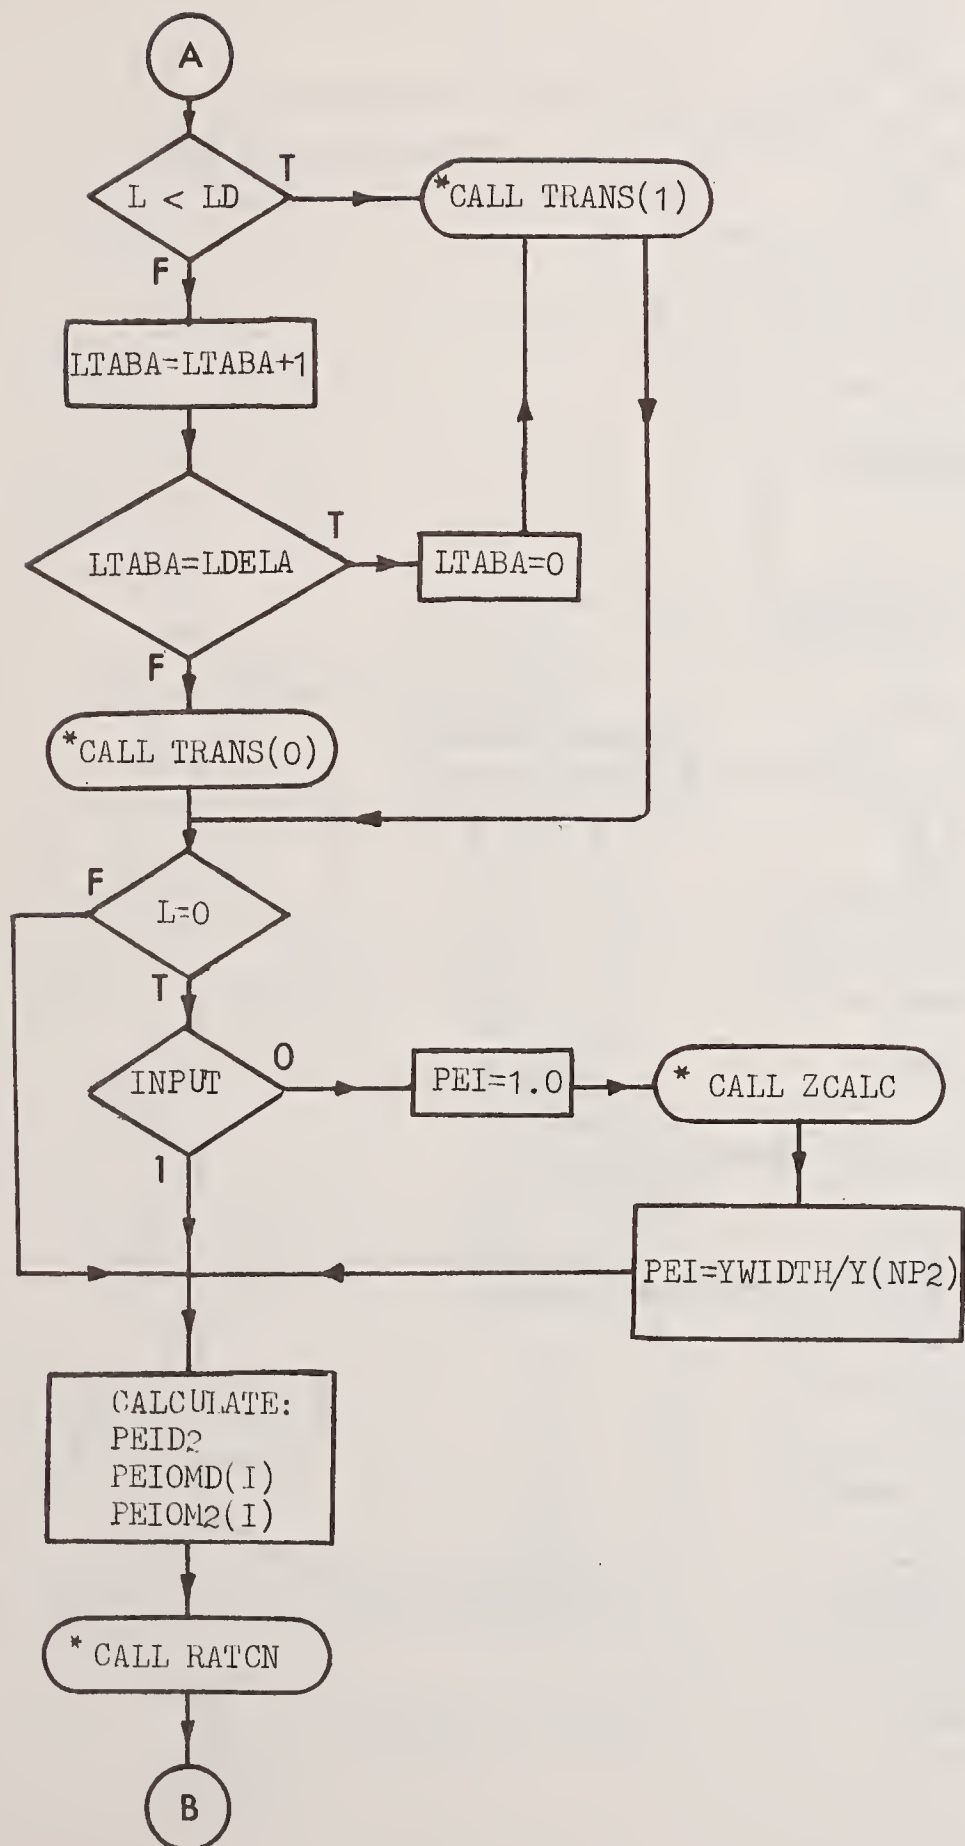 A
L < LD
T
*CALL TRANS(1)
F
LTABA=LTABA+1
LTABA=LDELA
T
LTABA=0
F
*CALL TRANS(0)
F
L=0
T
INPUT
0
PEI=1.0
* CALL ZCALC
1
PEI=YWIDTH/Y(NP2)
CALCULATE:
PEID2
PEIOMD(I)
PEIOM2(I)
* CALL RATCN
B